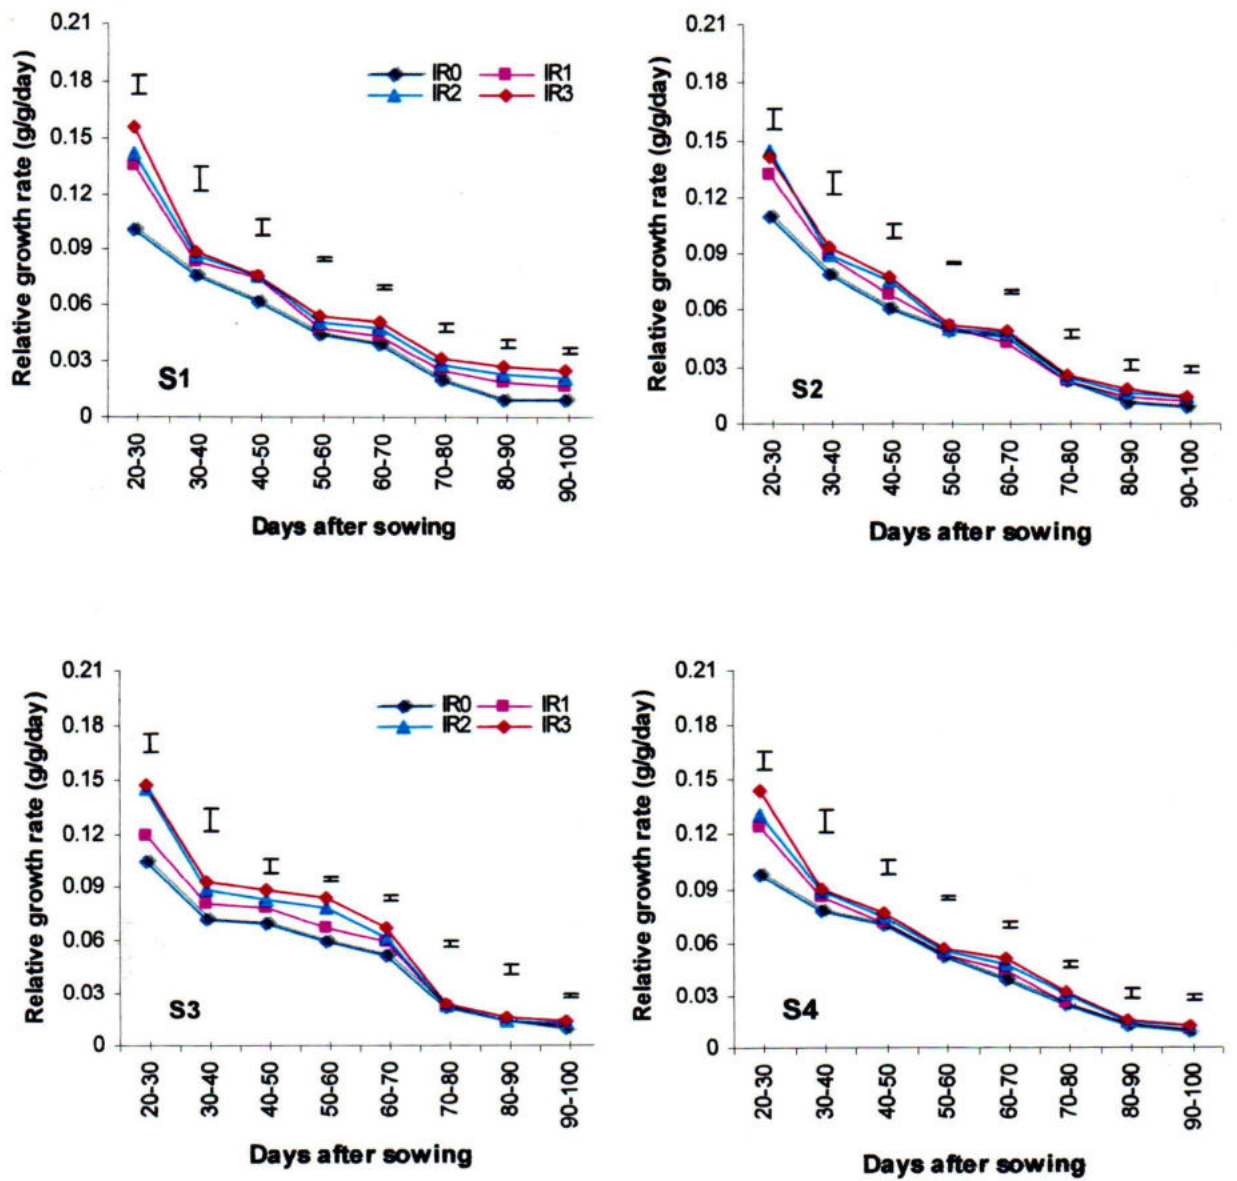 Relative growth rate (g/g/day)
0.21
0.18
0.15
0.12
0.09
0.06
0.03
0
IR0 IR1
IR2 IR3
S1
20-30 30-40 40-50 50-60 60-70 70-80 80-90 90-100
Days after sowing
Relative growth rate (g/g/day)
0.21
0.18
0.15
0.12
0.09
0.06
0.03
0
S2
20-30 30-40 40-50 50-60 60-70 70-80 80-90 90-100
Days after sowing
Relative growth rate (g/g/day)
0.21
0.18
0.15
0.12
0.09
0.06
0.03
0
IR0 IR1
IR2 IR3
S3
20-30 30-40 40-50 50-60 60-70 70-80 80-90 90-100
Days after sowing
Relative growth rate (g/g/day)
0.21
0.18
0.15
0.12
0.09
0.06
0.03
0
S4
20-30 30-40 40-50 50-60 60-70 70-80 80-90 90-100
Days after sowing